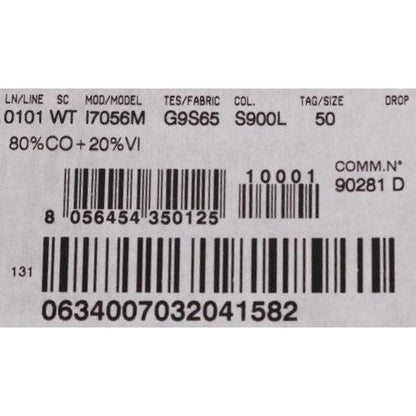 LN/LINE SC MOD/MODEL TES/FABRIC COL. TAG/SIZE DROP
0101 WT I7056M G9S65 S900L 50
80%CO+20%VI
COMM.N°
10001
90281 D
8 056454 350125
131
0634007032041582